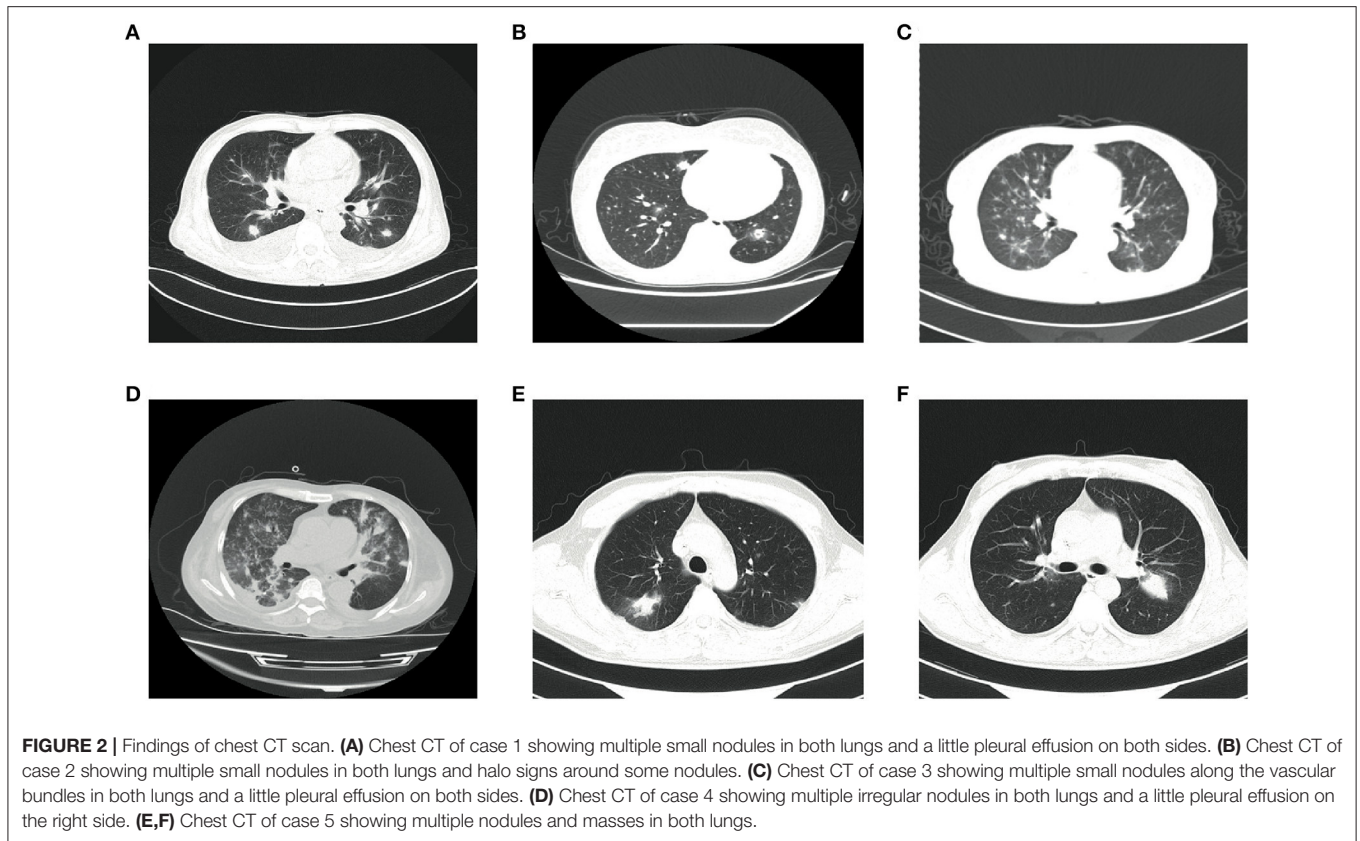 A
B
C
D
E
F
FIGURE 2 | Findings of chest CT scan. (A) Chest CT of case 1 showing multiple small nodules in both lungs and a little pleural effusion on both sides. (B) Chest CT of
case 2 showing multiple small nodules in both lungs and halo signs around some nodules. (C) Chest CT of case 3 showing multiple small nodules along the vascular
bundles in both lungs and a little pleural effusion on both sides. (D) Chest CT of case 4 showing multiple irregular nodules in both lungs and a little pleural effusion on
the right side. (E,F) Chest CT of case 5 showing multiple nodules and masses in both lungs.